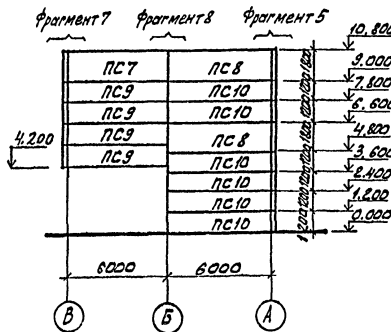 Фрагмент 7 Фрагмент 8 Фрагмент 5
10.800
ПС7 ПС8 9.000
7.800
ПС9 ПС10
6.600
ПС9 ПС10
4.800
ПС9 ПС8
4.200 3.600
ПС9 ПС10
2.400
ПС10
1.200
ПС10
0.000
ПС10
6000 6000
В Б А